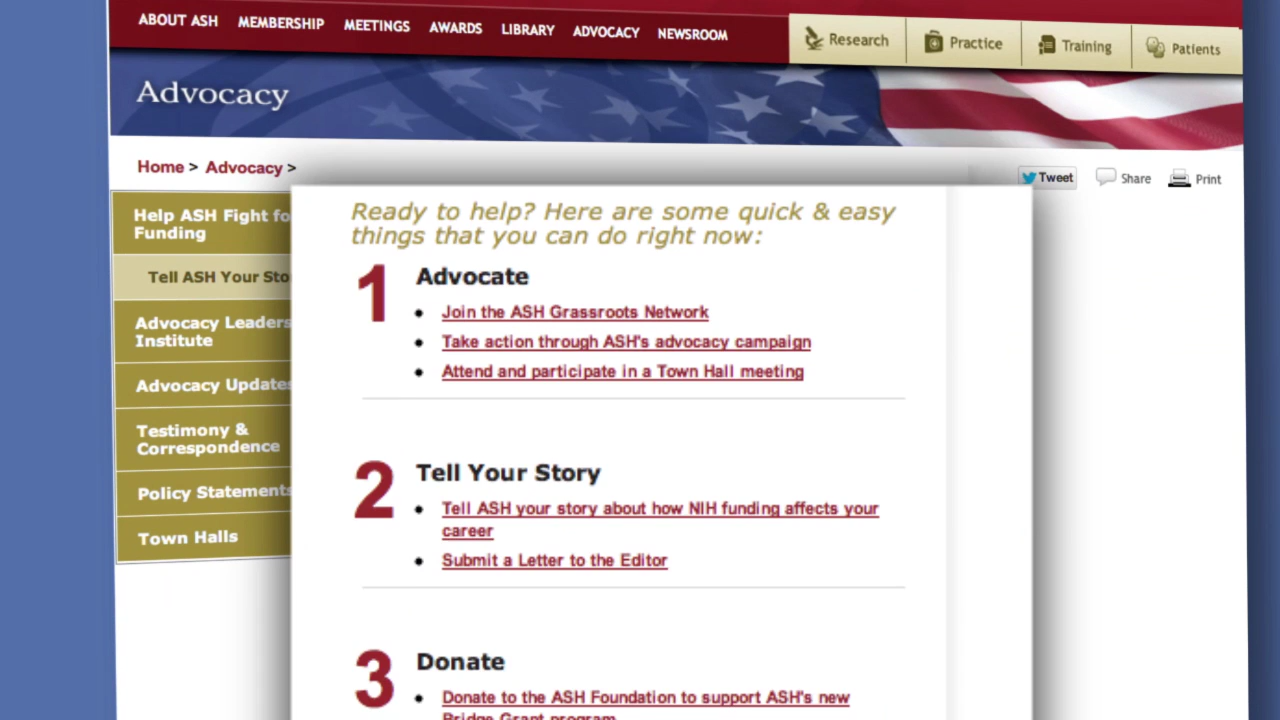 ABOUT ASH MEMBERSHIP MEETINGS AWARDS LIBRARY ADVOCACY NEWSROOM
Research Practice Training Patients
Advocacy
Home > Advocacy >
Tweet Share Print
Help ASH Fight fo
Funding
Tell ASH Your Sto
Advocacy Leaders
Institute
Advocacy Updates
Testimony &
Correspondence
Policy Statements
Town Halls
Ready to help? Here are some quick & easy
things that you can do right now:
1 Advocate
• Join the ASH Grassroots Network
• Take action through ASH's advocacy campaign
• Attend and participate in a Town Hall meeting
2 Tell Your Story
• Tell ASH your story about how NIH funding affects your
career
• Submit a Letter to the Editor
3 Donate
• Donate to the ASH Foundation to support ASH's new
Bridge Grant program